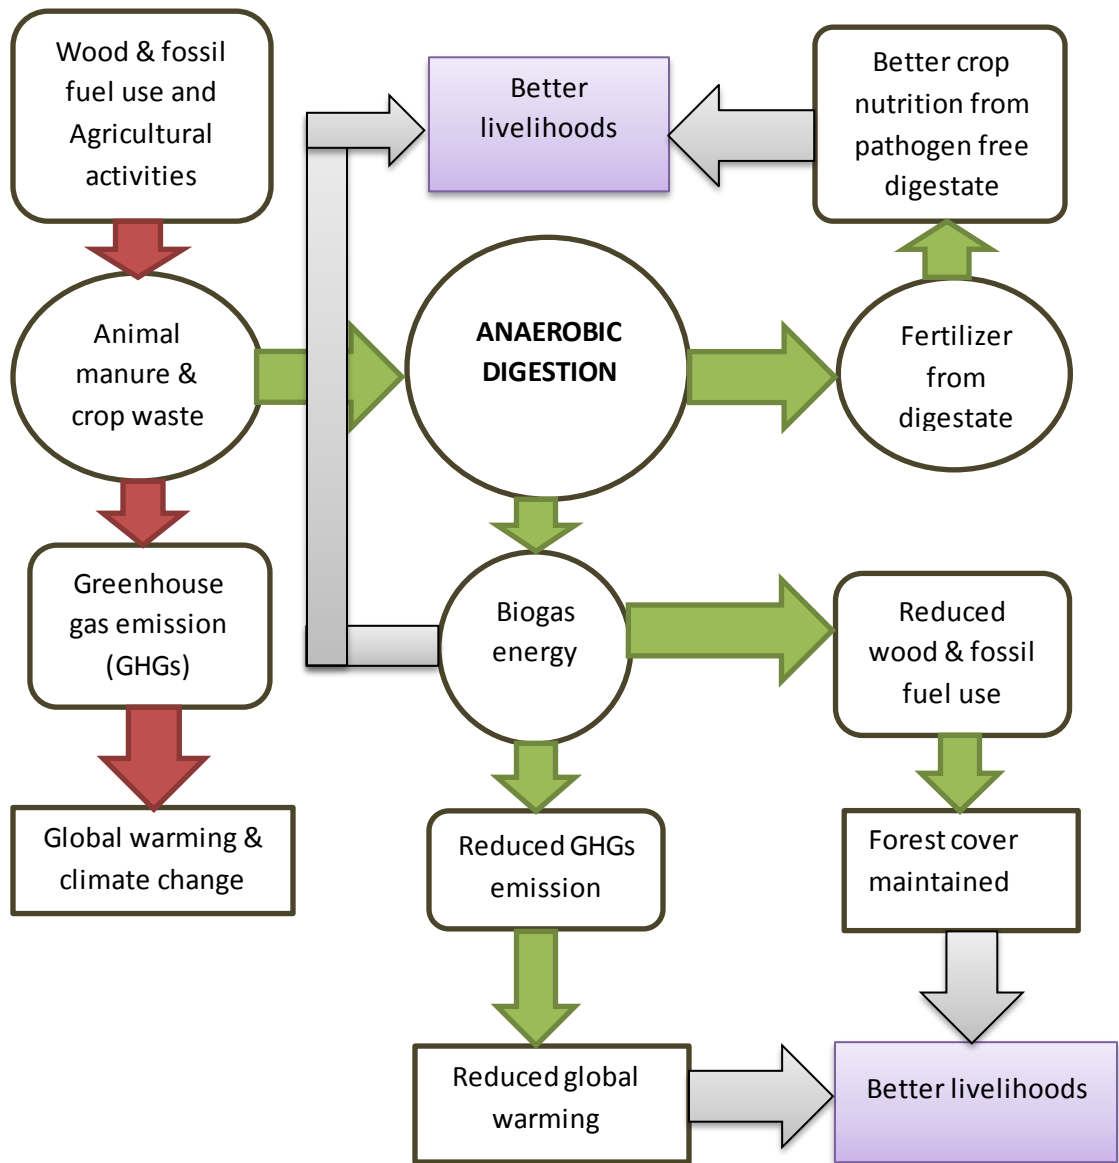 Wood & fossil
fuel use and
Agricultural
activities
Better
livelihoods
Better crop
nutrition from
pathogen free
digestate
Animal
manure &
crop waste
ANAEROBIC
DIGESTION
Fertilizer
from
digestate
Greenhouse
gas emission
(GHGs)
Biogas
energy
Reduced
wood & fossil
fuel use
Global warming &
climate change
Reduced GHGs
emission
Forest cover
maintained
Reduced global
warming
Better livelihoods